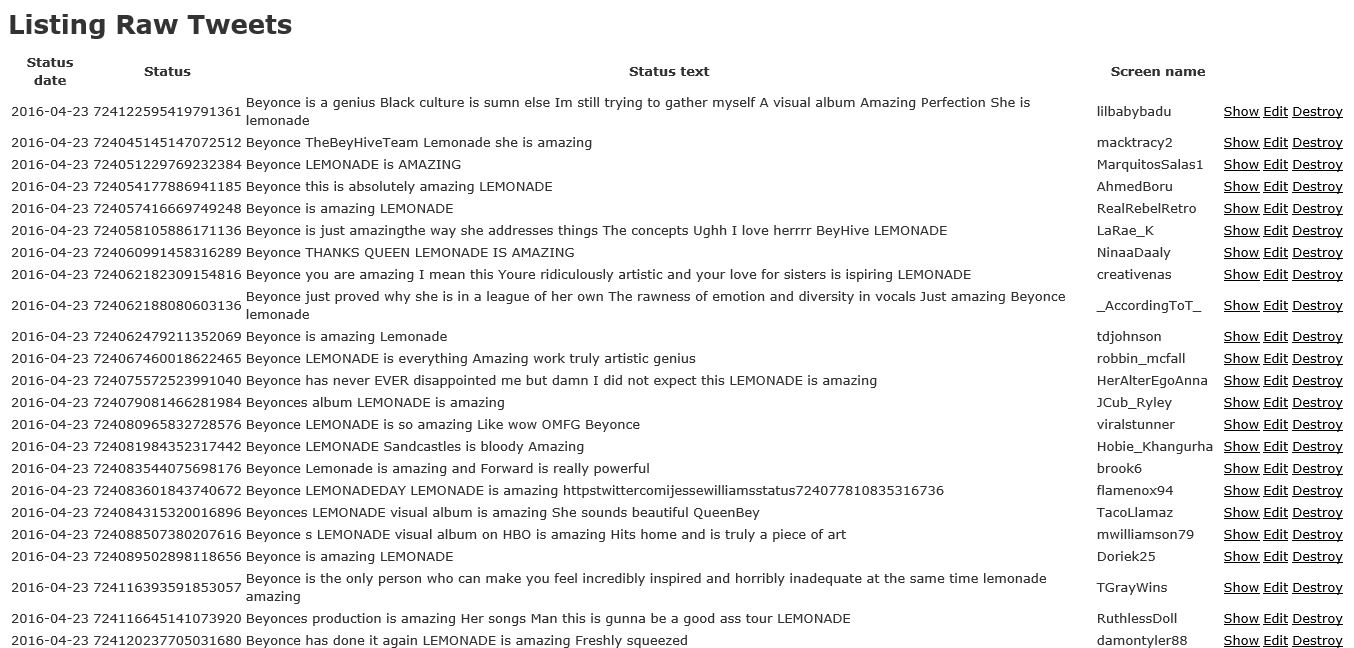 Listing Raw Tweets
Status date Status Status text Screen name
2016-04-23 724122595419791361 Beyonce is a genius Black culture is sumn else Im still trying to gather myself A visual album Amazing Perfection She is lemonade lilbabybadu Show Edit Destroy
2016-04-23 724045145147072512 Beyonce TheBeyHiveTeam Lemonade she is amazing macktracy2 Show Edit Destroy
2016-04-23 724051229769232384 Beyonce LEMONADE is AMAZING MarquitosSalas1 Show Edit Destroy
2016-04-23 724054177886941185 Beyonce this is absolutely amazing LEMONADE AhmedBoru Show Edit Destroy
2016-04-23 724057416669749248 Beyonce is amazing LEMONADE RealRebelRetro Show Edit Destroy
2016-04-23 724058105886171136 Beyonce is just amazingthe way she addresses things The concepts Ughh I love herrrr BeyHive LEMONADE LaRae_K Show Edit Destroy
2016-04-23 724060991458316289 Beyonce THANKS QUEEN LEMONADE IS AMAZING NinaaDaaly Show Edit Destroy
2016-04-23 724062182309154816 Beyonce you are amazing I mean this Youre ridiculously artistic and your love for sisters is ispiring LEMONADE creativenas Show Edit Destroy
2016-04-23 724062188080603136 Beyonce just proved why she is in a league of her own The rawness of emotion and diversity in vocals Just amazing Beyonce lemonade _AccordingToT_ Show Edit Destroy
2016-04-23 724062479211352069 Beyonce is amazing Lemonade tdjohnson Show Edit Destroy
2016-04-23 724067460018622465 Beyonce LEMONADE is everything Amazing work truly artistic genius robbin_mcfall Show Edit Destroy
2016-04-23 724075572523991040 Beyonce has never EVER disappointed me but damn I did not expect this LEMONADE is amazing HerAlterEgoAnna Show Edit Destroy
2016-04-23 724079081466281984 Beyonces album LEMONADE is amazing JCub_Ryley Show Edit Destroy
2016-04-23 724080965832728576 Beyonce LEMONADE is so amazing Like wow OMFG Beyonce viralstunner Show Edit Destroy
2016-04-23 724081984352317442 Beyonce LEMONADE Sandcastles is bloody Amazing Hobie_Khangurha Show Edit Destroy
2016-04-23 724083544075698176 Beyonce Lemonade is amazing and Forward is really powerful brook6 Show Edit Destroy
2016-04-23 724083601843740672 Beyonce LEMONADEDAY LEMONADE is amazing httpstwittercomijessewilliamsstatus724077810835316736 flamenox94 Show Edit Destroy
2016-04-23 724084315320016896 Beyonces LEMONADE visual album is amazing She sounds beautiful QueenBey TacoLlamaz Show Edit Destroy
2016-04-23 724088507380207616 Beyonce s LEMONADE visual album on HBO is amazing Hits home and is truly a piece of art mwilliamson79 Show Edit Destroy
2016-04-23 724089502898118656 Beyonce is amazing LEMONADE Doriek25 Show Edit Destroy
2016-04-23 724116393591853057 Beyonce is the only person who can make you feel incredibly inspired and horribly inadequate at the same time lemonade amazing TGrayWins Show Edit Destroy
2016-04-23 724116645141073920 Beyonces production is amazing Her songs Man this is gunna be a good ass tour LEMONADE RuthlessDoll Show Edit Destroy
2016-04-23 724120237705031680 Beyonce has done it again LEMONADE is amazing Freshly squeezed damontyler88 Show Edit Destroy